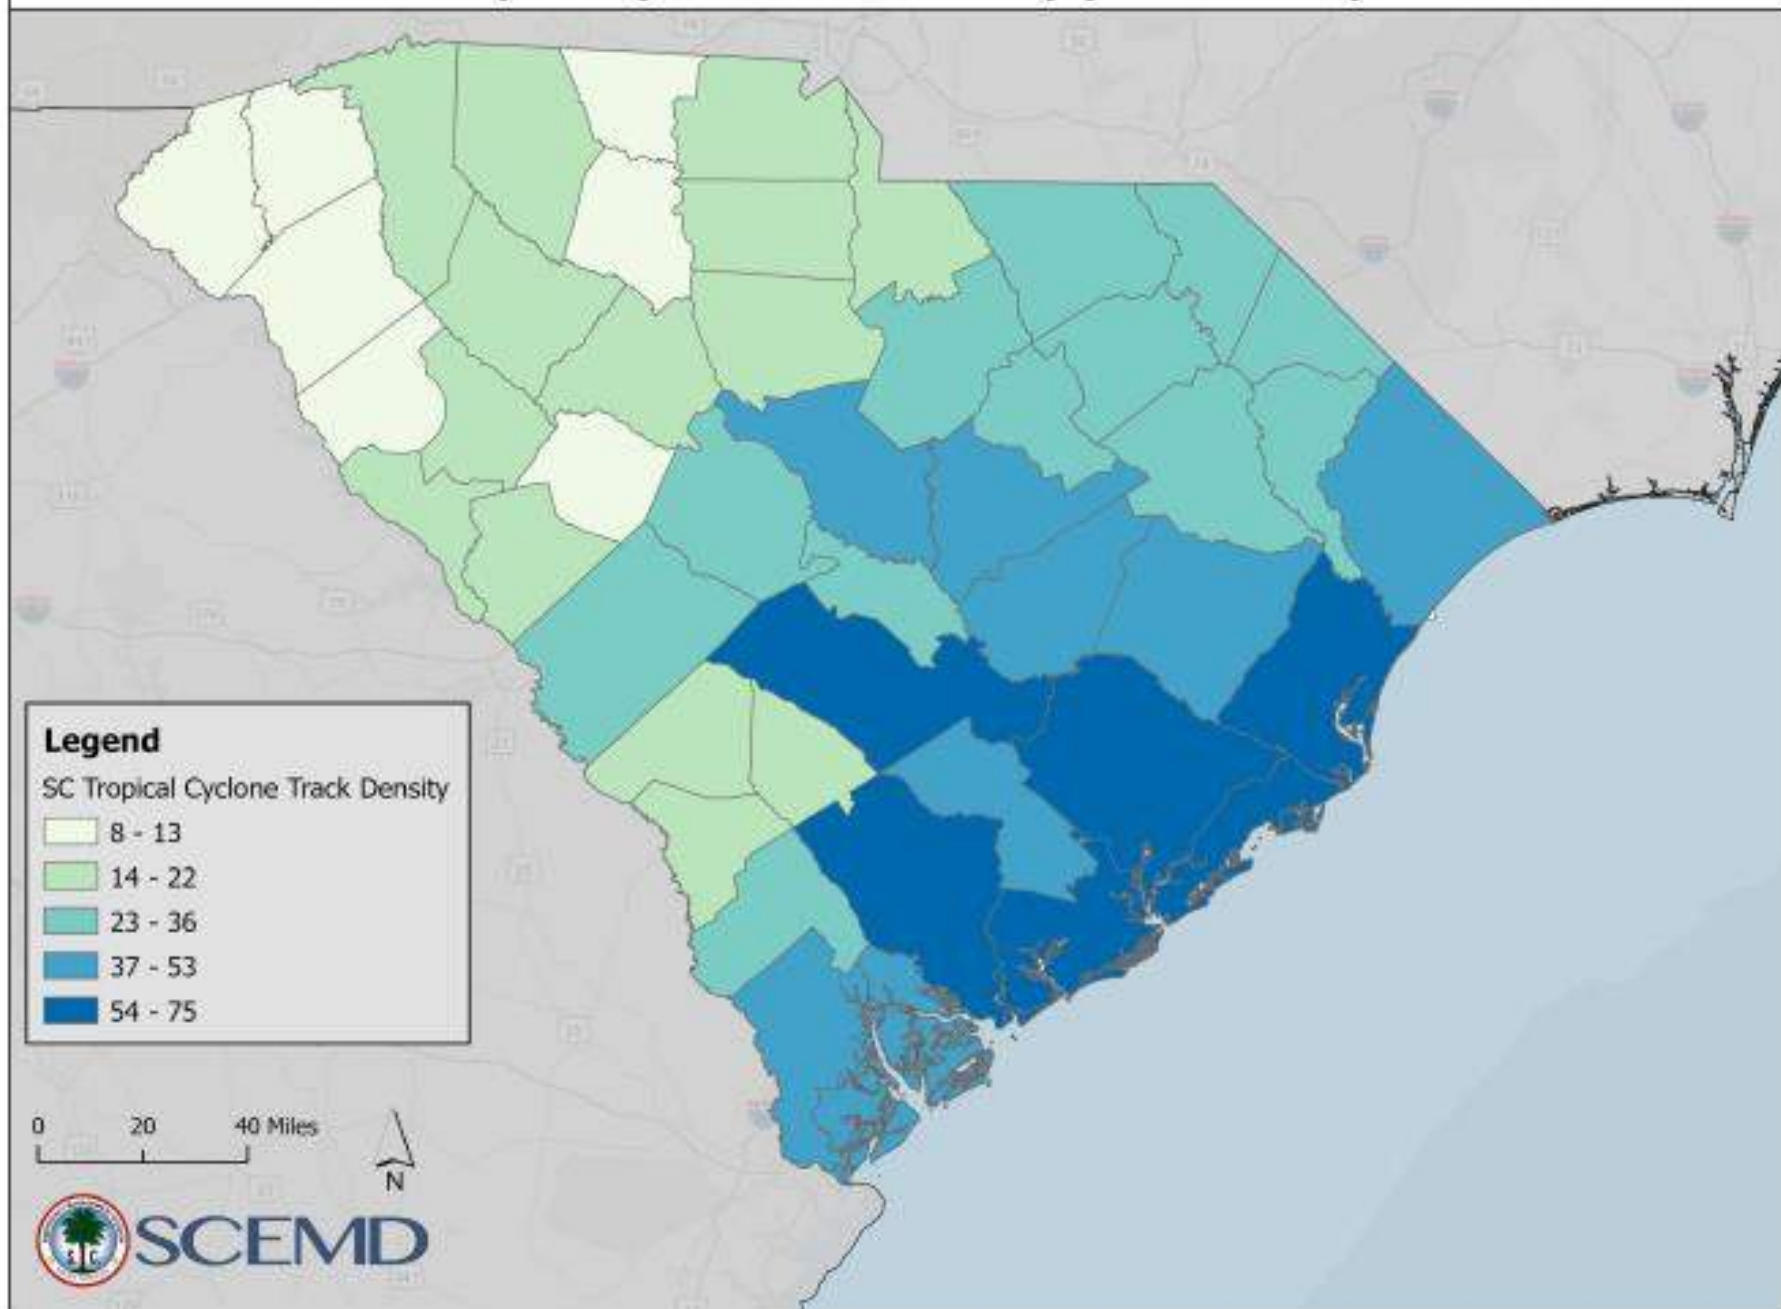 Legend
SC Tropical Cyclone Track Density
8 - 13
14 - 22
23 - 36
37 - 53
54 - 75
0 20 40 Miles
N
SCEMD